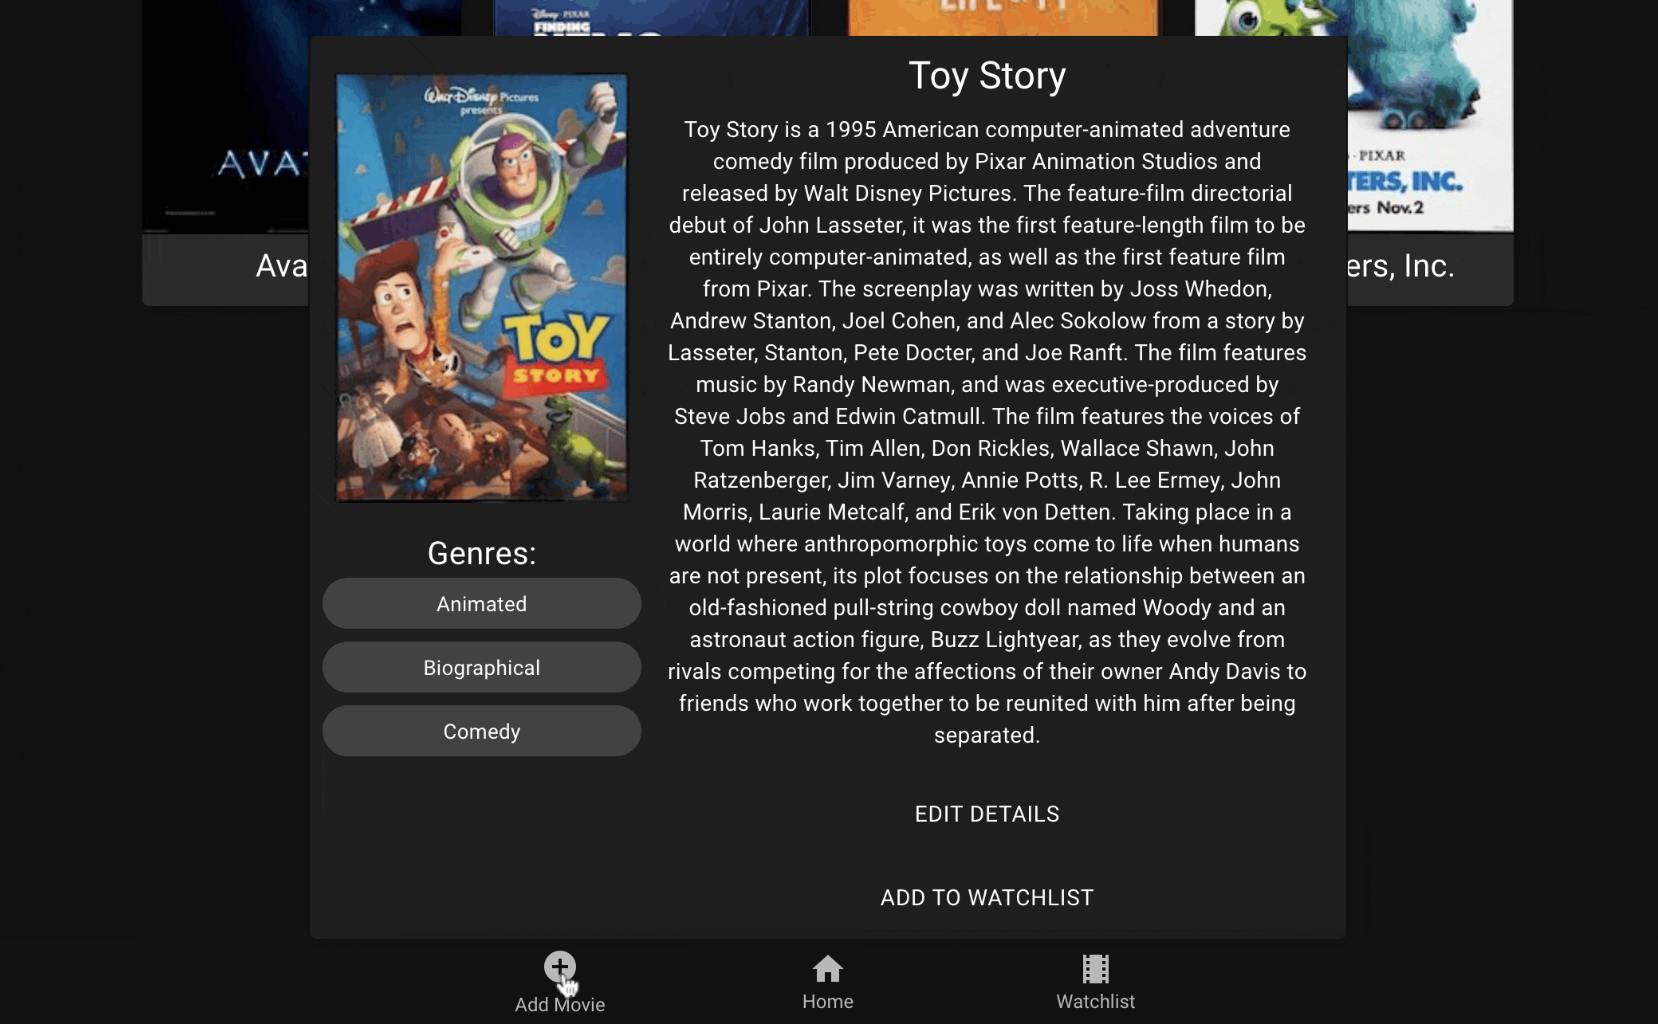 Disney · PIXAR
FINDING
LIFE OF PI
AVA
· PIXAR
TERS, INC.
ers Nov.2
Ava
ers, Inc.
Walt Disney Pictures
presents
TOY
STORY
Toy Story
Toy Story is a 1995 American computer-animated adventure
comedy film produced by Pixar Animation Studios and
released by Walt Disney Pictures. The feature-film directorial
debut of John Lasseter, it was the first feature-length film to be
entirely computer-animated, as well as the first feature film
from Pixar. The screenplay was written by Joss Whedon,
Andrew Stanton, Joel Cohen, and Alec Sokolow from a story by
Lasseter, Stanton, Pete Docter, and Joe Ranft. The film features
music by Randy Newman, and was executive-produced by
Steve Jobs and Edwin Catmull. The film features the voices of
Tom Hanks, Tim Allen, Don Rickles, Wallace Shawn, John
Ratzenberger, Jim Varney, Annie Potts, R. Lee Ermey, John
Morris, Laurie Metcalf, and Erik von Detten. Taking place in a
world where anthropomorphic toys come to life when humans
are not present, its plot focuses on the relationship between an
old-fashioned pull-string cowboy doll named Woody and an
astronaut action figure, Buzz Lightyear, as they evolve from
rivals competing for the affections of their owner Andy Davis to
friends who work together to be reunited with him after being
separated.
Genres:
Animated
Biographical
Comedy
EDIT DETAILS
ADD TO WATCHLIST
Add Movie
Home
Watchlist